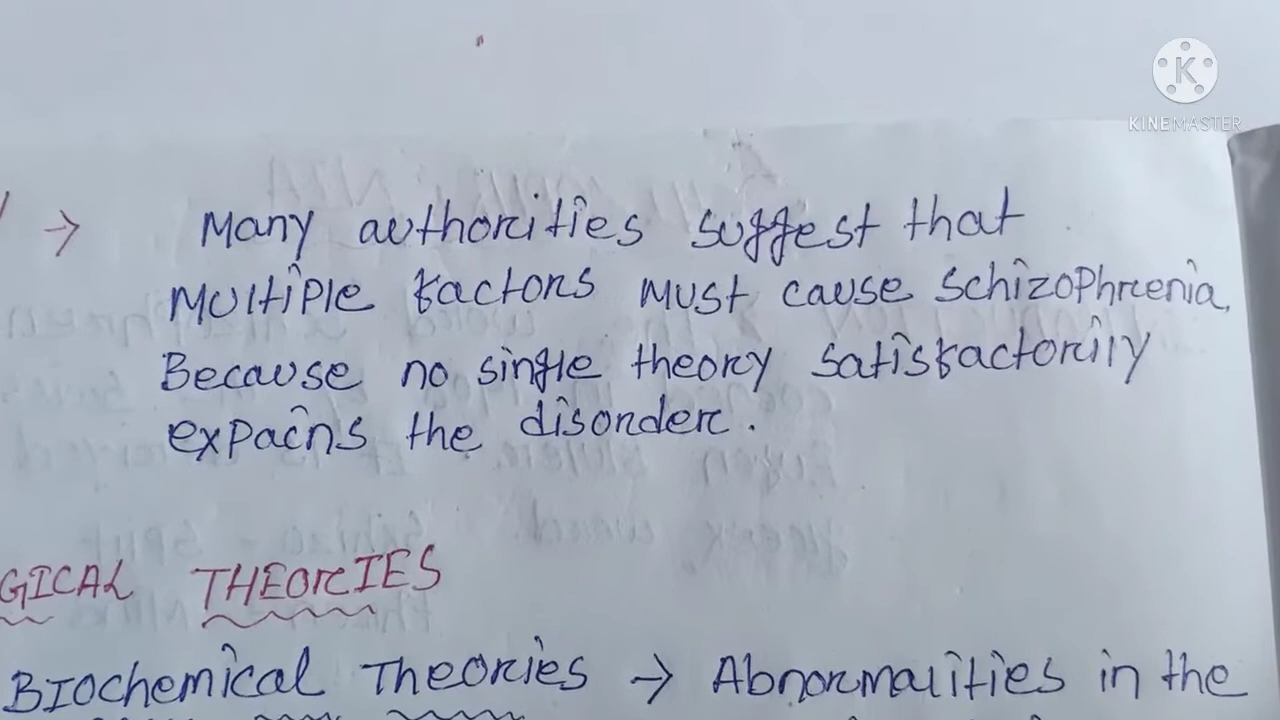 KINEMASTER
→ Many authorities suggest that
Multiple factors must cause schizophrenia.
Because no single theory satisfactorily
expains the disorder.
GICAL THEORIES
Biochemical Theories → Abnormalities in the